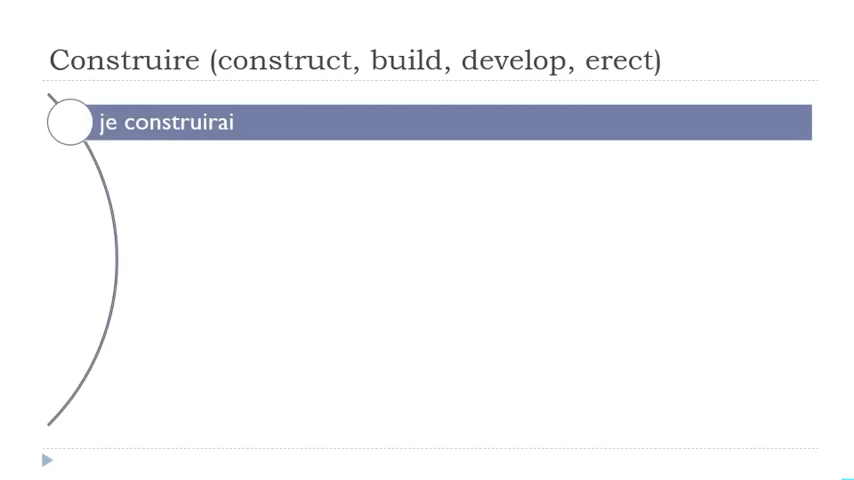 Construire (construct, build, develop, erect)
je construirai